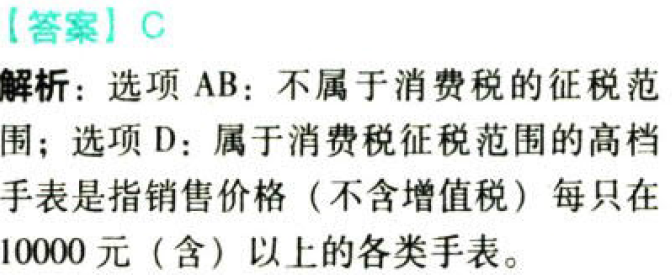 【答案】C
解析：选项 AB：不属于消费税的征税范
围；选项 D：属于消费税征税范围的高档
手表是指销售价格（不含增值税）每只在
10000 元（含）以上的各类手表。